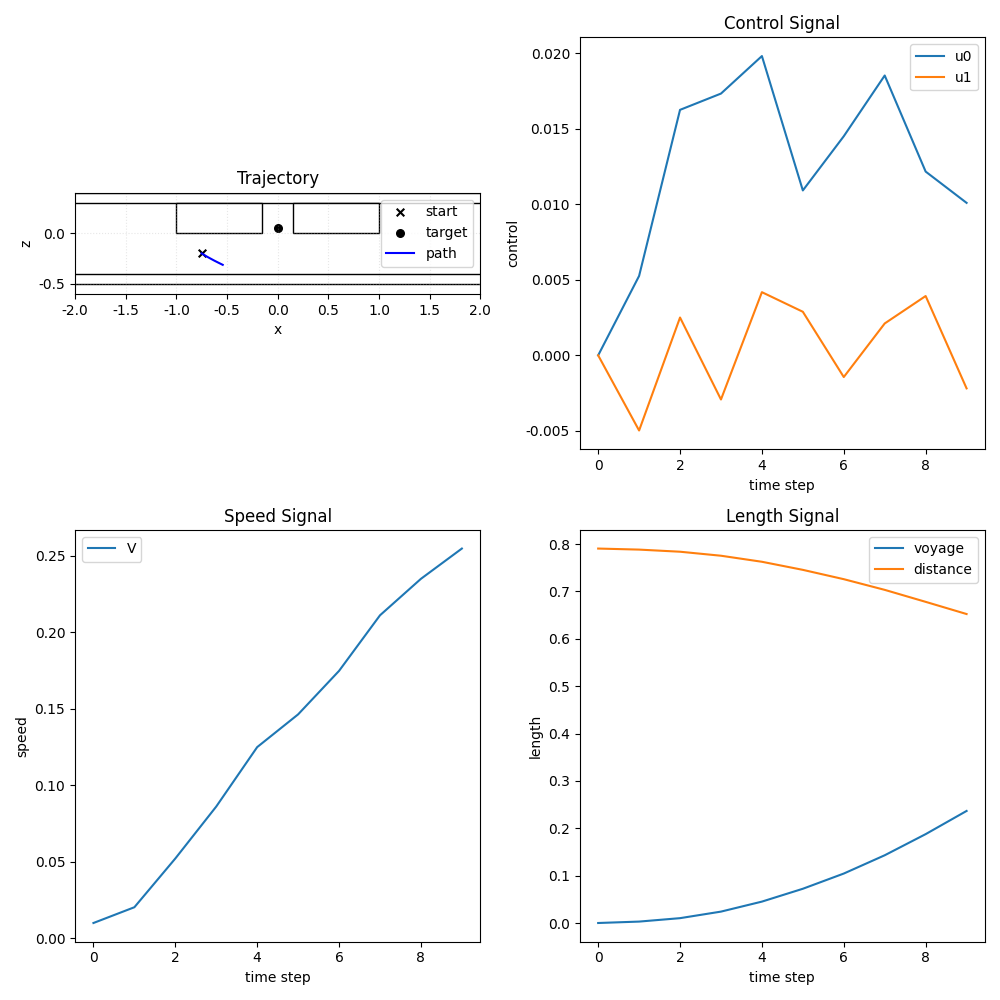 Trajectory
start
target
path
0.0
-0.5
z
-2.0 -1.5 -1.0 -0.5 0.0 0.5 1.0 1.5 2.0
x
Control Signal
u0
u1
0.020
0.015
0.010
0.005
0.000
-0.005
control
0 2 4 6 8
time step
Speed Signal
V
0.25
0.20
0.15
0.10
0.05
0.00
speed
0 2 4 6 8
time step
Length Signal
voyage
distance
0.8
0.7
0.6
0.5
0.4
0.3
0.2
0.1
0.0
length
0 2 4 6 8
time step